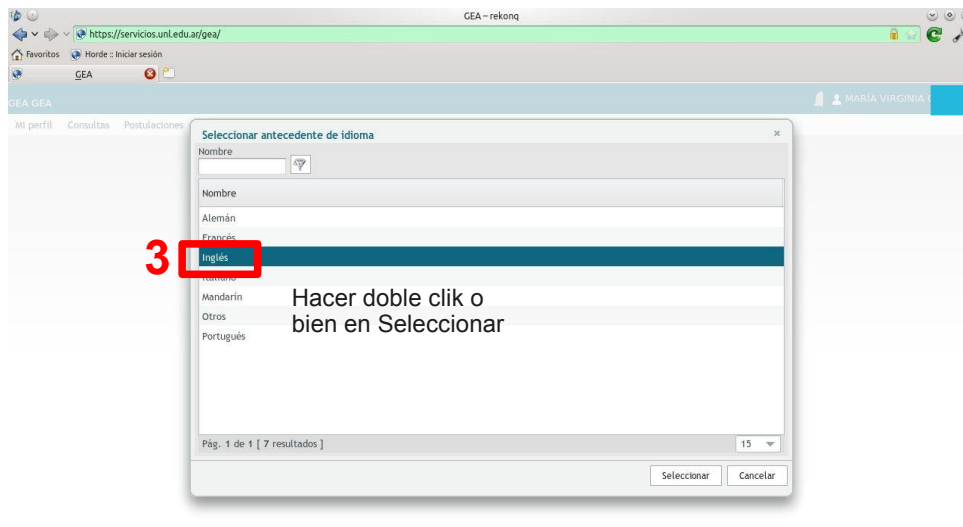 GEA – rekonq
https://servicios.unl.edu.ar/gea/
Favoritos Horde :: Iniciar sesión
GEA
GEA GEA MARÍA VIRGINIA
Mi perfil Consultas Postulaciones
Seleccionar antecedente de idioma
Nombre
Nombre
Alemán
Francés
3 Inglés
Italiano
Mandarín
Otros
Portugués
Hacer doble clik o
bien en Seleccionar
Pág. 1 de 1 [ 7 resultados ] 15
Seleccionar Cancelar